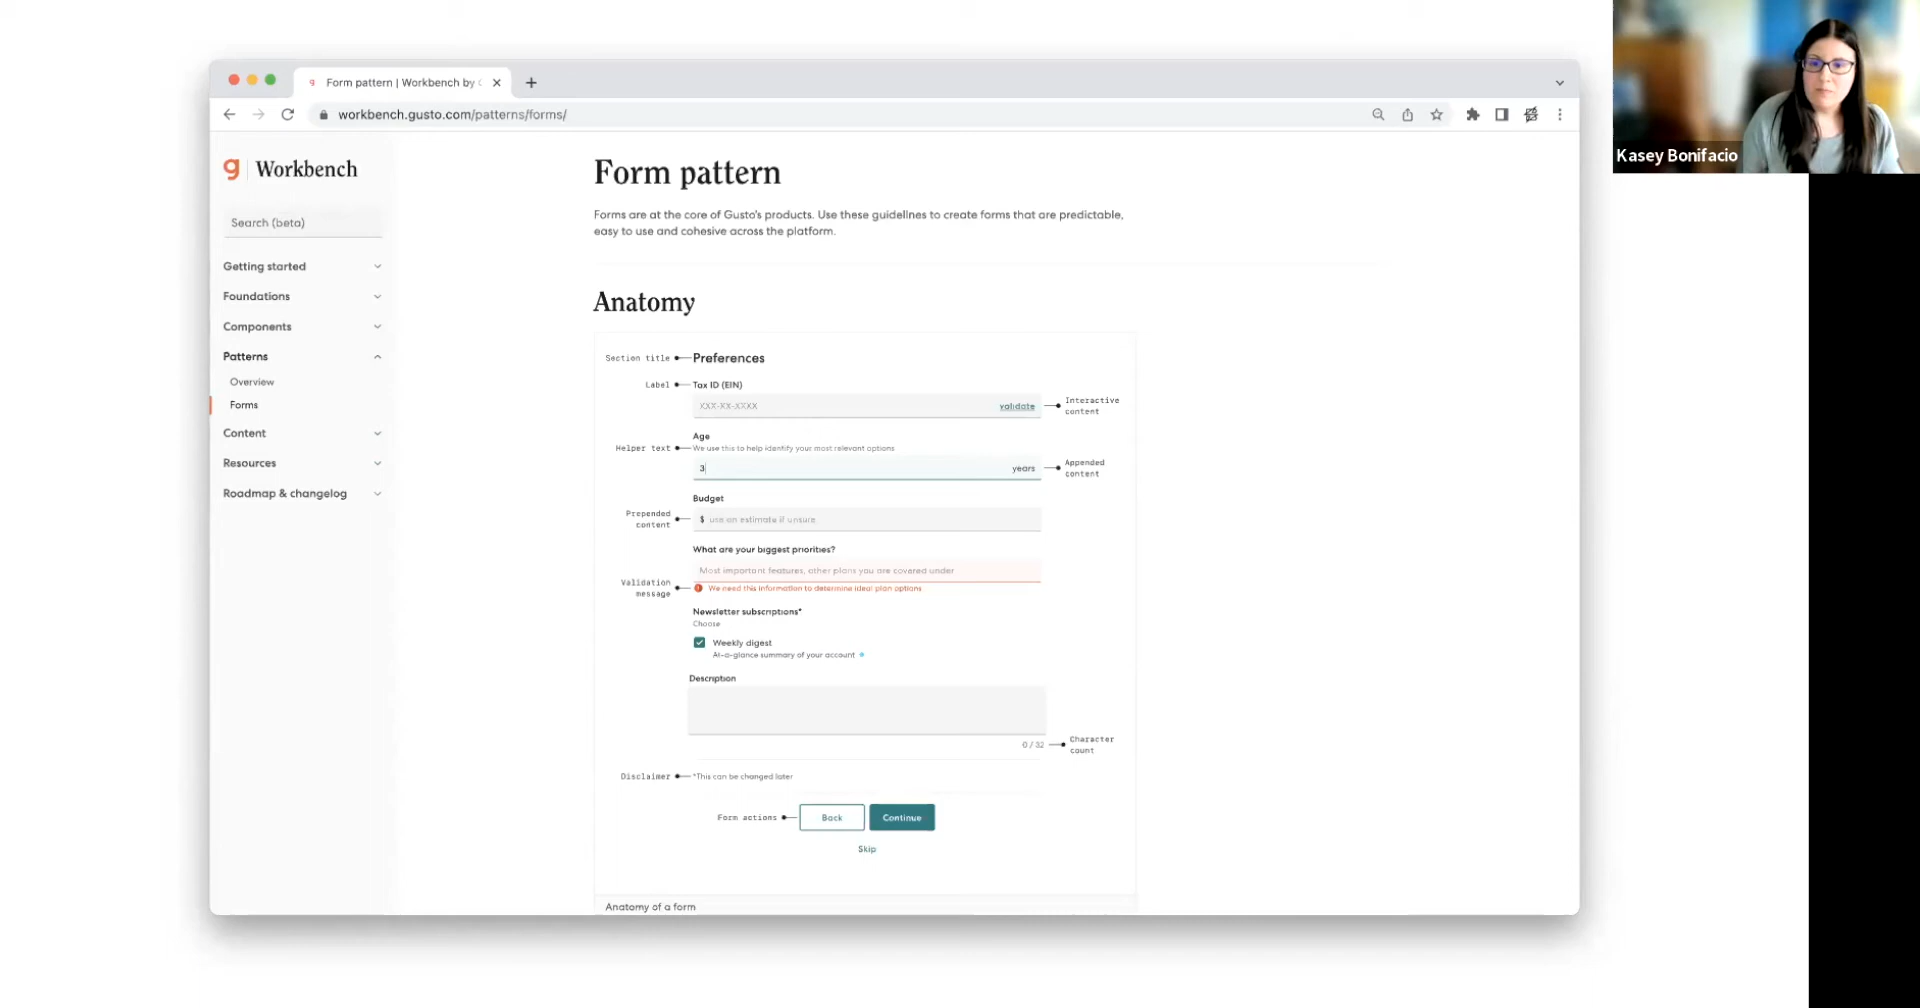 Form pattern | Workbench by
workbench.gusto.com/patterns/forms/
Kasey Bonifacio
g Workbench
Search (beta)
Getting started
Foundations
Components
Patterns
Overview
Forms
Content
Resources
Roadmap & changelog
Form pattern
Forms are at the core of Gusto's products. Use these guidelines to create forms that are predictable,
easy to use and cohesive across the platform.
Anatomy
Section title
Preferences
Label
Tax ID (EIN)
XXX-XX-XXXX
validate
Interactive
content
Age
Helper text
We use this to help identify your most relevant options
3
years
Appended
content
Budget
Prepended
content
$ use an estimate if unsure
What are your biggest priorities?
Most important features, other plans you are covered under
Validation
message
We need this information to determine ideal plan options
Newsletter subscriptions*
Choose
Weekly digest
At-a-glance summary of your account
Description
0 / 32
Character
count
Disclaimer
*This can be changed later
Form actions
Back
Continue
Skip
Anatomy of a form